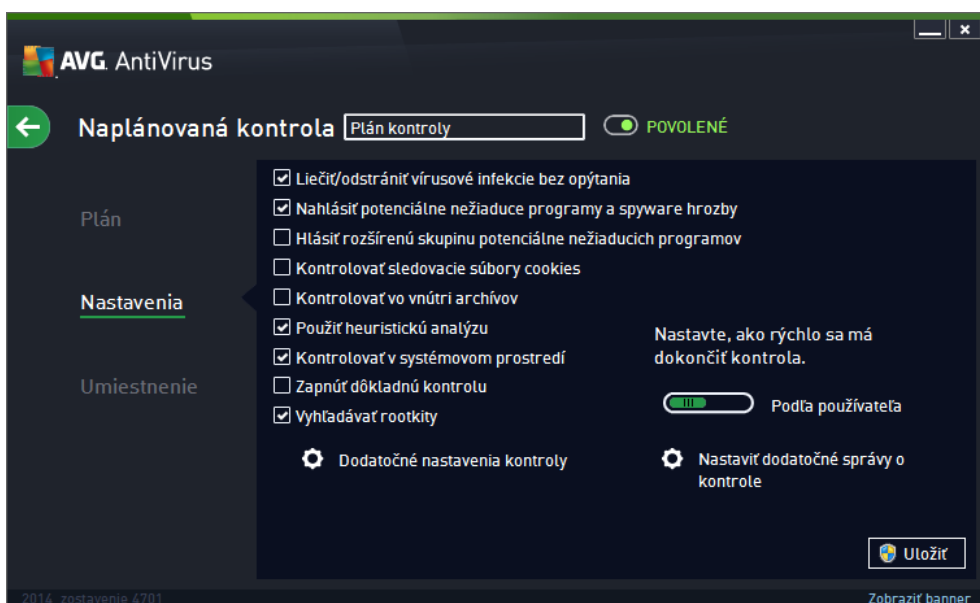 AVG. AntiVirus
Naplánovaná kontrola Plán kontroly POVOLENÉ
Plán
Nastavenia
Umiestnenie
Liečiť/odstrániť vírusové infekcie bez opýtania
Nahlásiť potenciálne nežiaduce programy a spyware hrozby
Hlásiť rozšírenú skupinu potenciálne nežiaducich programov
Kontrolovať sledovacie súbory cookies
Kontrolovať vo vnútri archívov
Použiť heuristickú analýzu
Kontrolovať v systémovom prostredí
Zapnúť dôkladnú kontrolu
Vyhľadávať rootkity
Nastavte, ako rýchlo sa má
dokončiť kontrola.
Podľa používateľa
Dodatočné nastavenia kontroly
Nastaviť dodatočné správy o
kontrole
Uložiť
2014 zostavenie 4701
Zobraziť banner